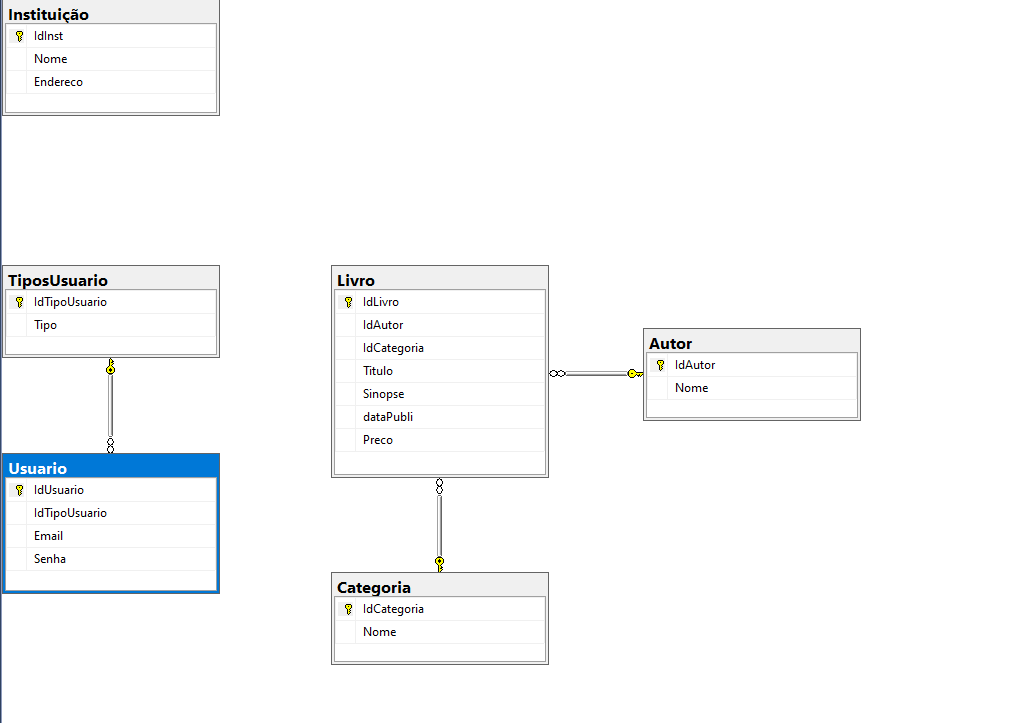 Instituição
IdInst
Nome
Endereco
TiposUsuario
IdTipoUsuario
Tipo
Usuario
IdUsuario
IdTipoUsuario
Email
Senha
Livro
IdLivro
IdAutor
IdCategoria
Titulo
Sinopse
dataPubli
Preco
Categoria
IdCategoria
Nome
Autor
IdAutor
Nome